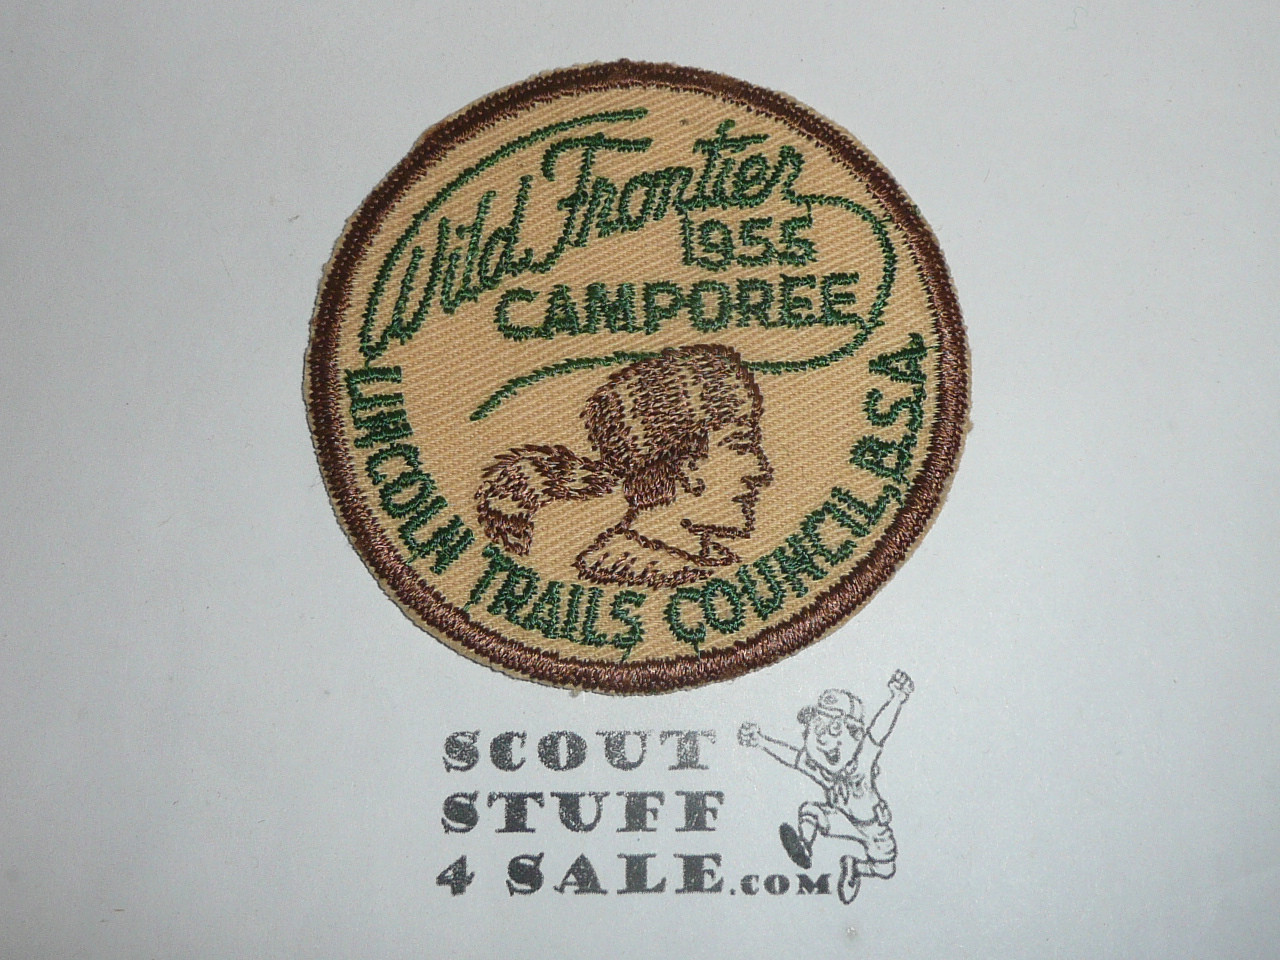 Wild Frontier
1955
CAMPOREE
LINCOLN TRAILS COUNCIL, B.S.A.
SCOUT
STUFF
4 SALE.COM